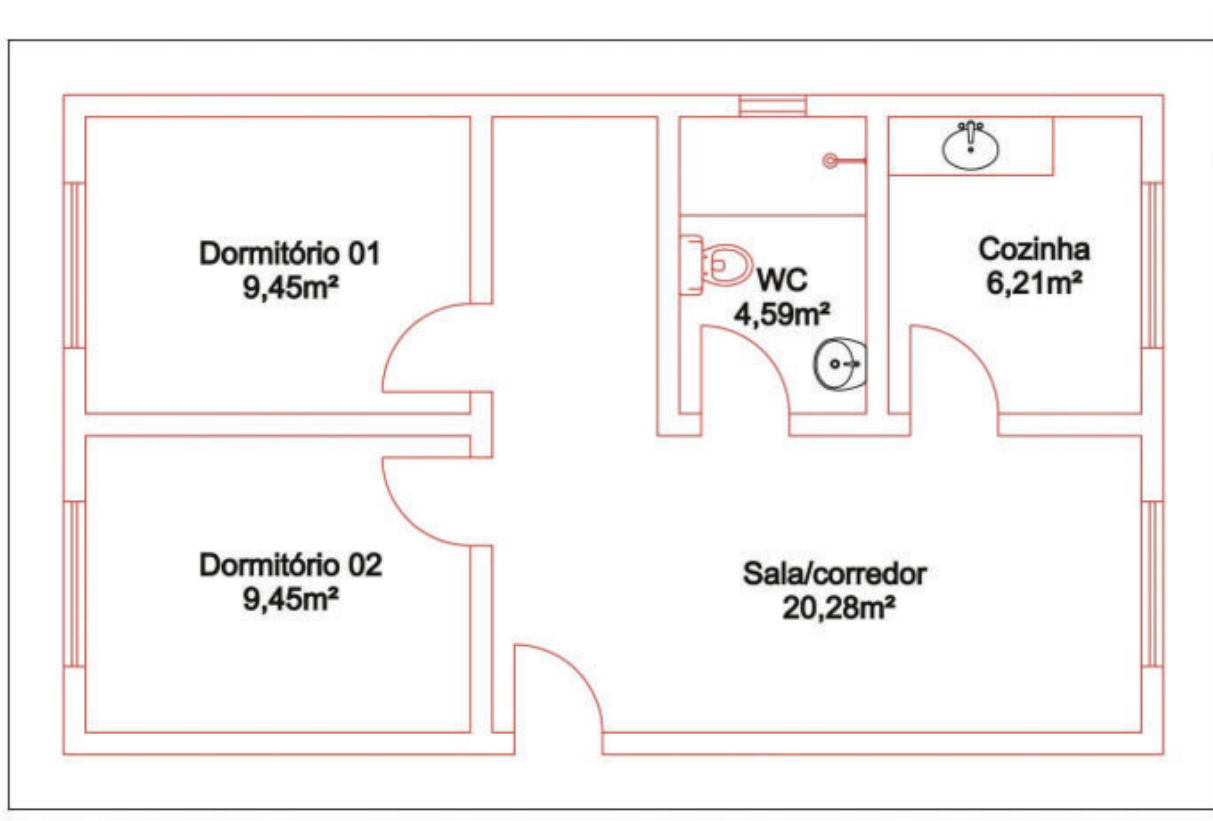 Dormitório 01
9,45m²
WC
4,59m²
Cozinha
6,21m²
Dormitório 02
9,45m²
Sala/corredor
20,28m²